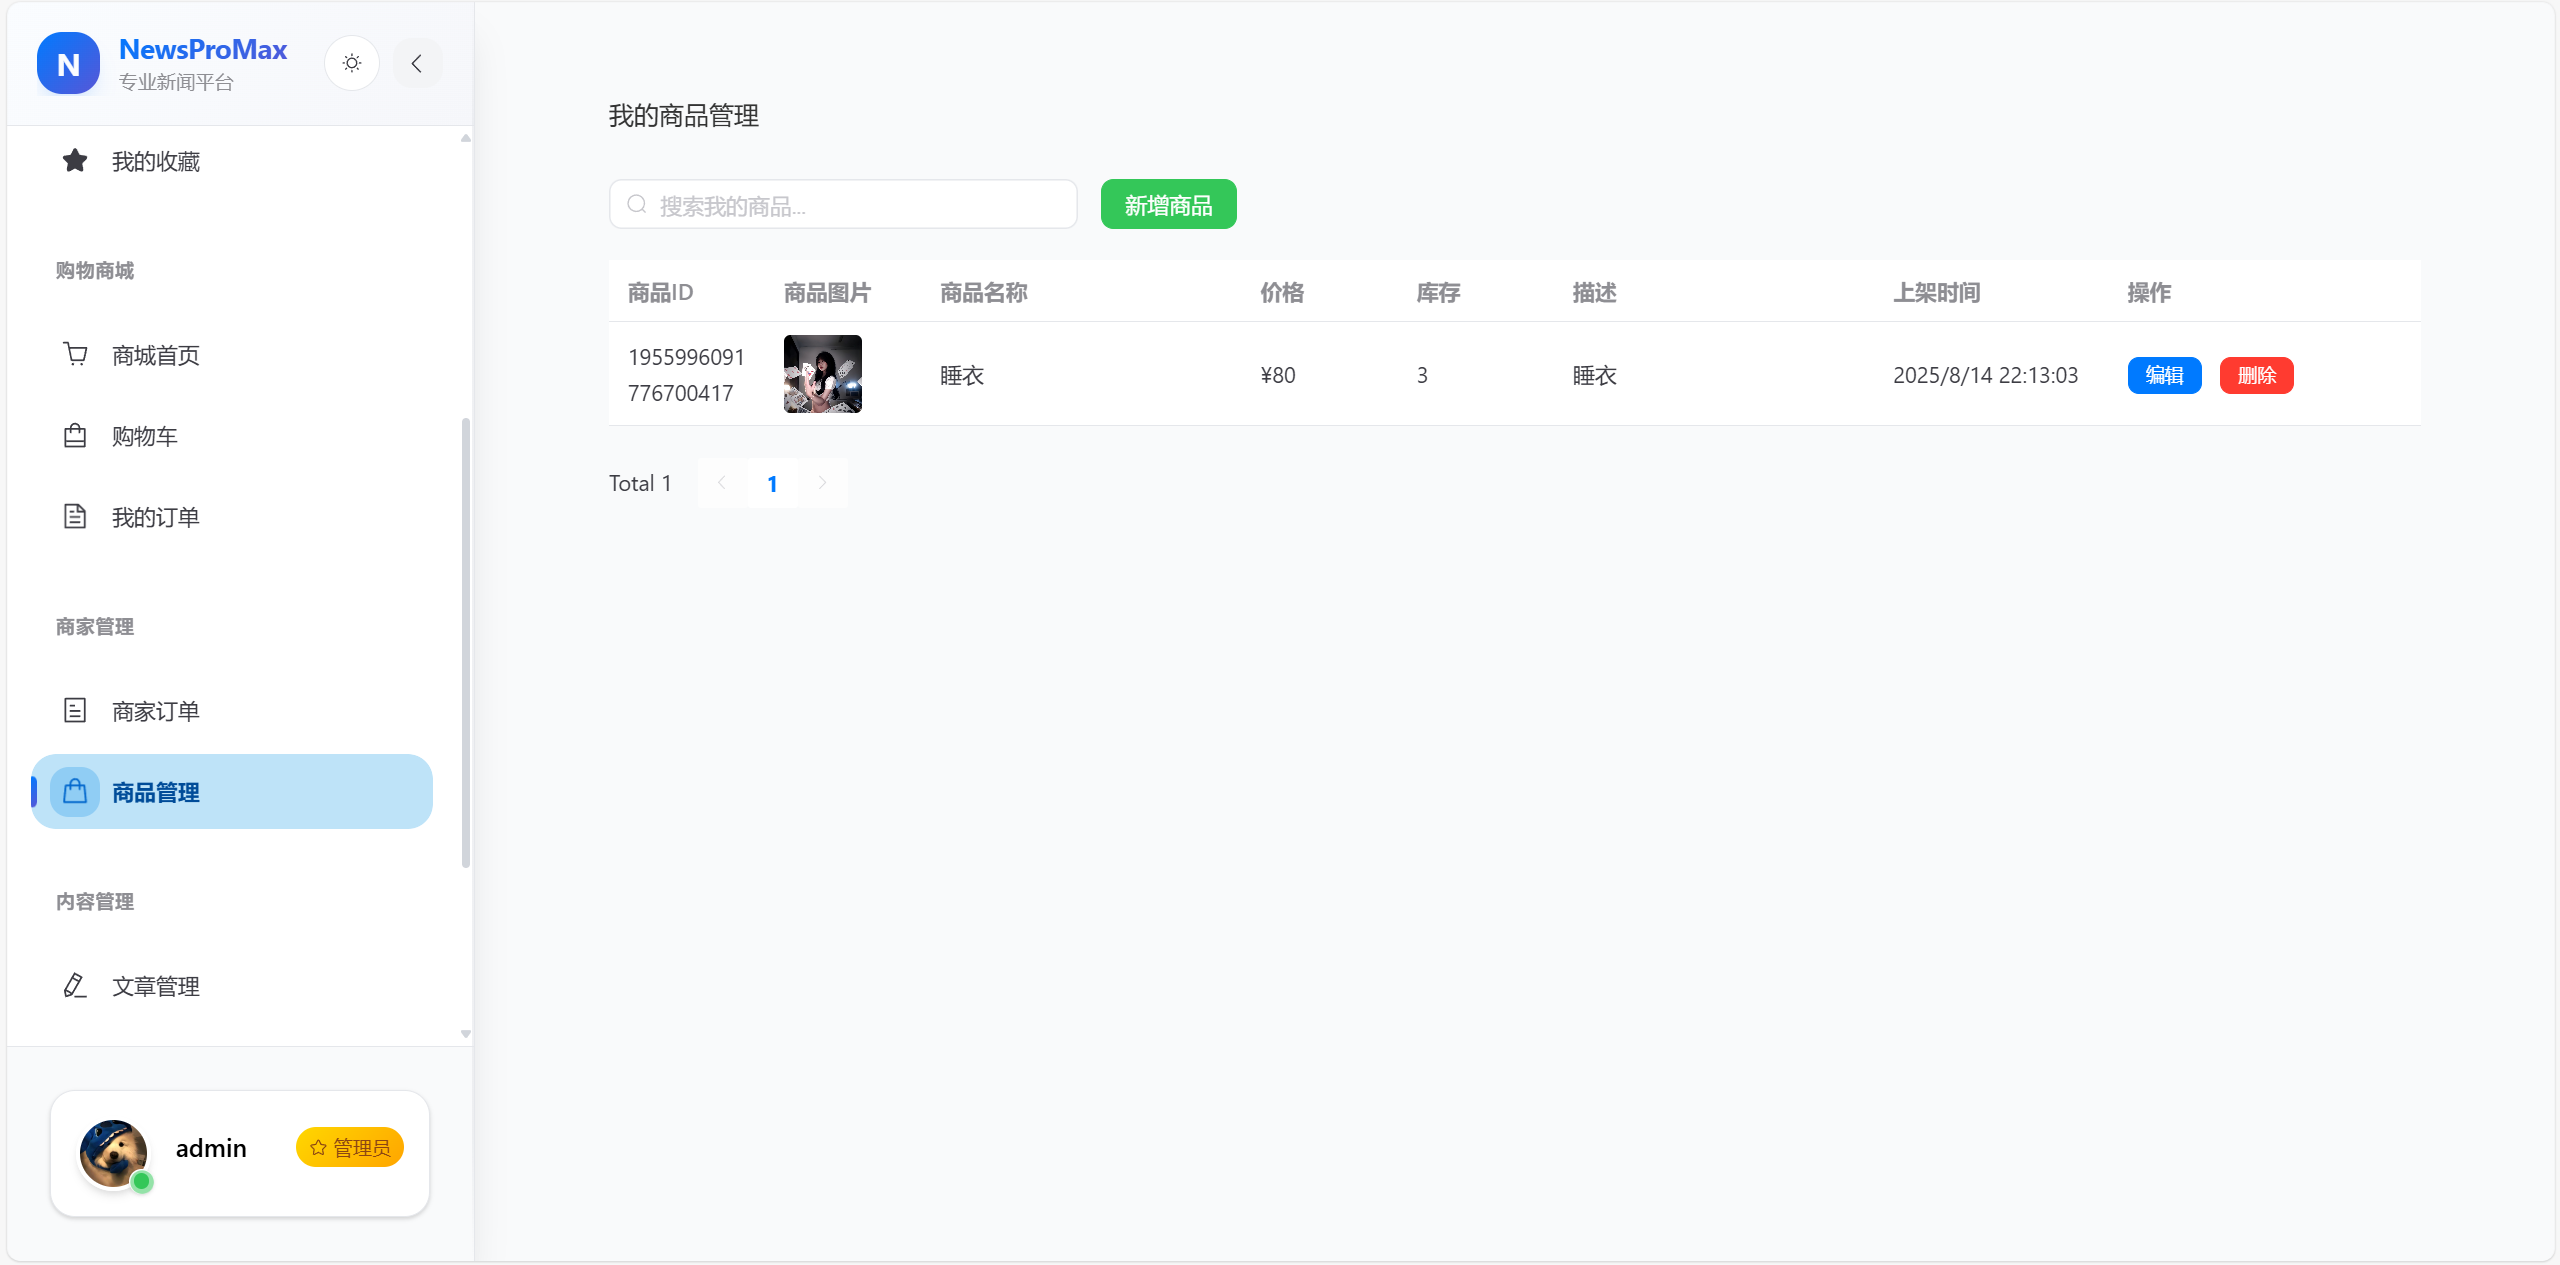 N
NewsProMax
专业新闻平台
我的收藏
购物商城
商城首页
购物车
我的订单
商家管理
商家订单
商品管理
内容管理
文章管理
admin
管理员
我的商品管理
搜索我的商品...
新增商品
商品ID 商品图片 商品名称 价格 库存 描述 上架时间 操作
1955996091
776700417
睡衣 ¥80 3 睡衣 2025/8/14 22:13:03 编辑 删除
Total 1 1